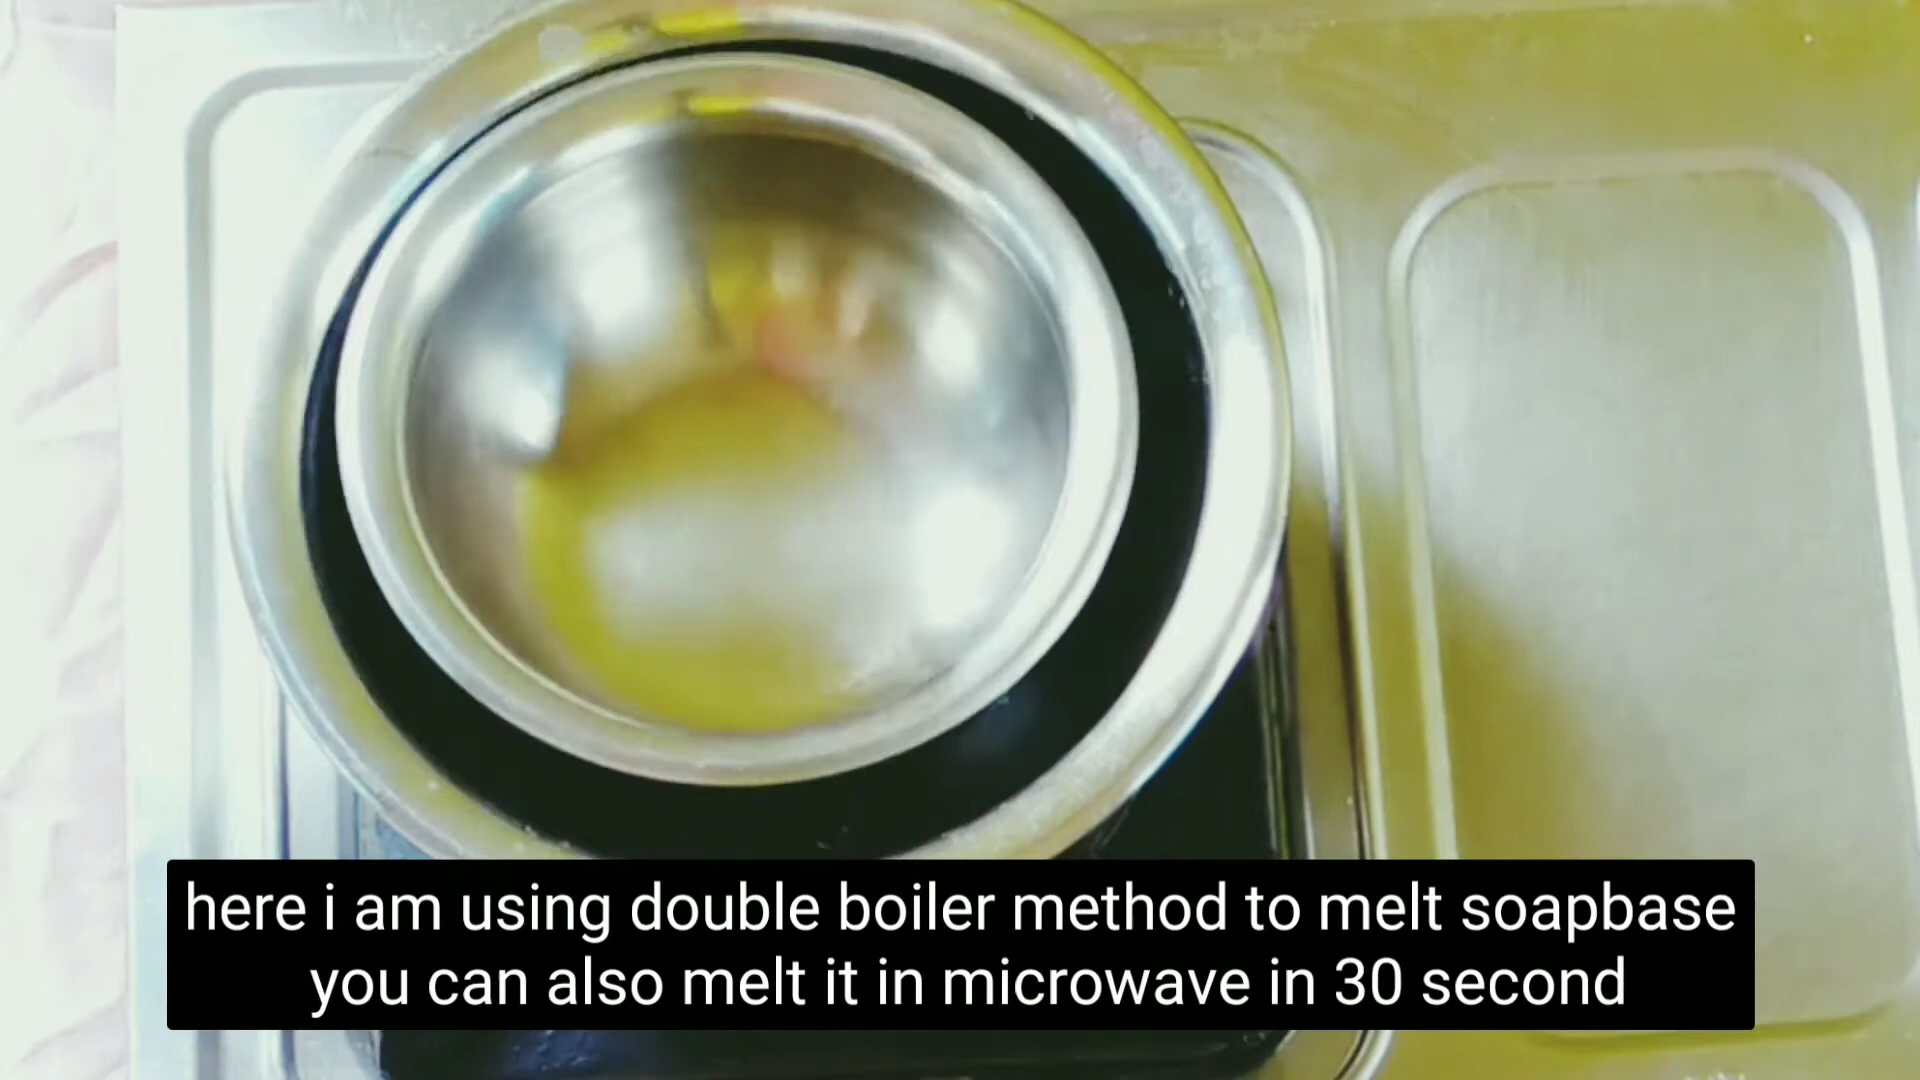 here i am using double boiler method to melt soapbase
you can also melt it in microwave in 30 second